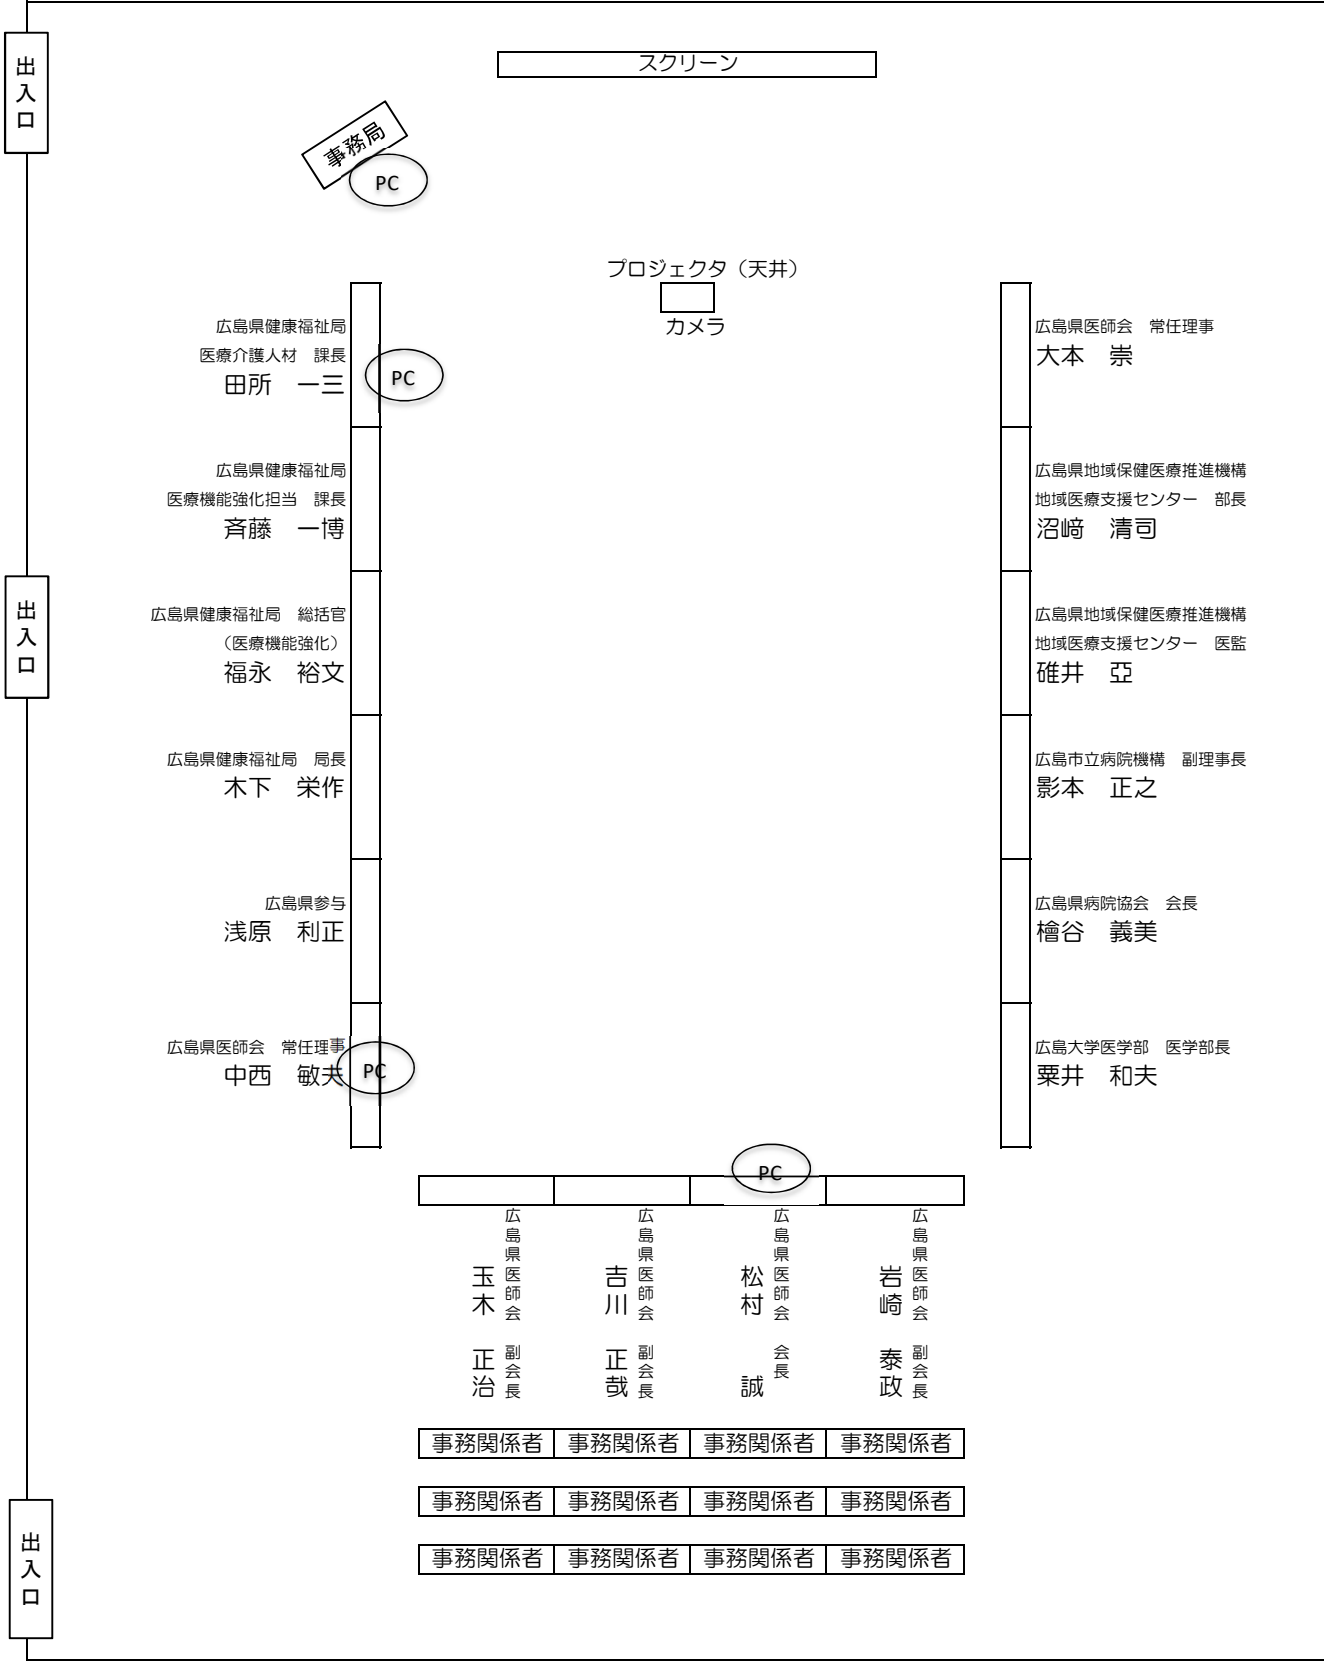 スクリーン
出入口
事務局
PC
プロジェクタ（天井）
カメラ
広島県健康福祉局
医療介護人材　課長
田所　一三
PC
広島県健康福祉局
医療機能強化担当　課長
斉藤　一博
出入口
広島県健康福祉局　総括官
（医療機能強化）
福永　裕文
広島県健康福祉局　局長
木下　栄作
広島県参与
浅原　利正
広島県医師会　常任理事
中西　敏夫
PC
広島県医師会　常任理事
大本　崇
広島県地域保健医療推進機構
地域医療支援センター　部長
沼﨑　清司
広島県地域保健医療推進機構
地域医療支援センター　医監
碓井　亞
広島市立病院機構　副理事長
影本　正之
広島県病院協会　会長
檜谷　義美
広島大学医学部　医学部長
粟井　和夫
PC
広島県医師会　副会長
玉木　正治
広島県医師会　副会長
吉川　正哉
広島県医師会　会長
松村　誠
広島県医師会　副会長
岩崎　泰政
事務関係者 事務関係者 事務関係者 事務関係者
事務関係者 事務関係者 事務関係者 事務関係者
事務関係者 事務関係者 事務関係者 事務関係者
出入口